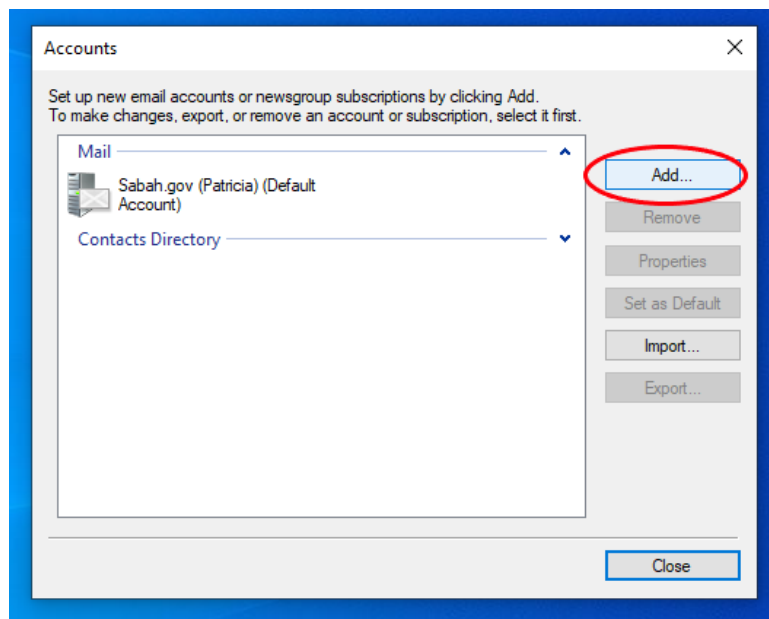 Accounts
Set up new email accounts or newsgroup subscriptions by clicking Add.
To make changes, export, or remove an account or subscription, select it first.
Mail
Sabah.gov (Patricia) (Default
Account)
Contacts Directory
Add...
Remove
Properties
Set as Default
Import...
Export...
Close